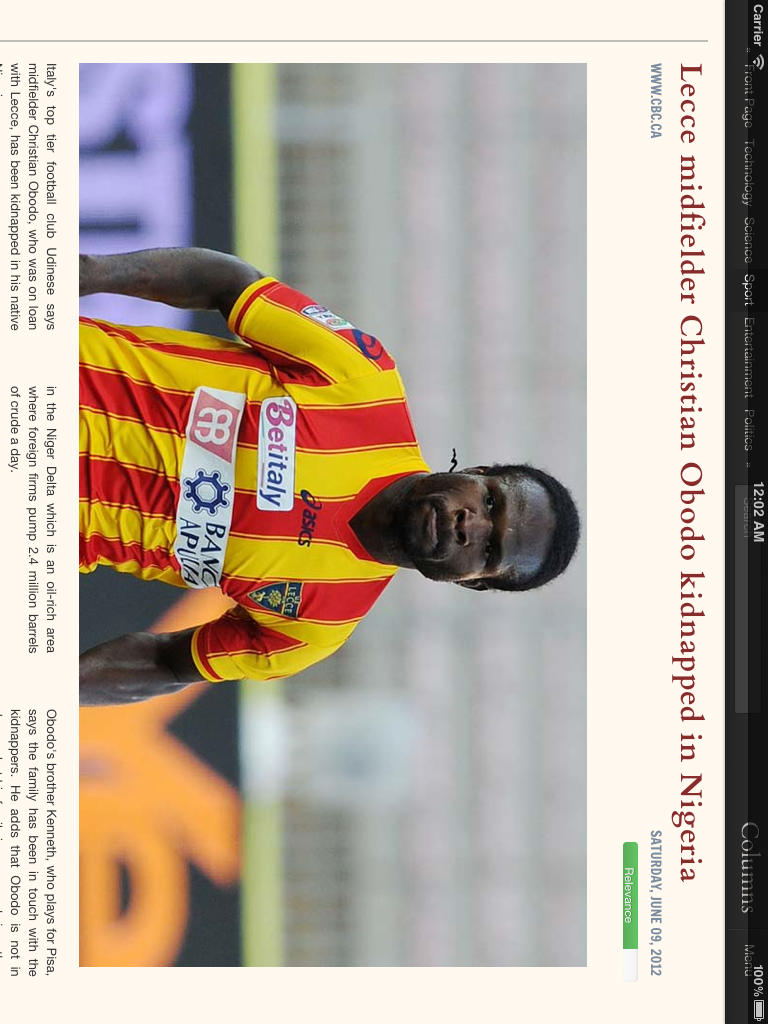 Carrier 12:02 AM 100%
Front Page Technology Science Sport Entertainment Politics Search Columns Menu
Lecce midfielder Christian Obodo kidnapped in Nigeria
WWW.CBC.CA SATURDAY, JUNE 09, 2012
Relevance
Betitaly
asics
BANC
APULIA
US LECCE
Italy's top tier football club Udinese says
midfielder Christian Obodo, who was on loan
with Lecce, has been kidnapped in his native
in the Niger Delta which is an oil-rich area
where foreign firms pump 2.4 million barrels
of crude a day.
Obodo's brother Kenneth, who plays for Pisa,
says the family has been in touch with the
kidnappers. He adds that Obodo is not in